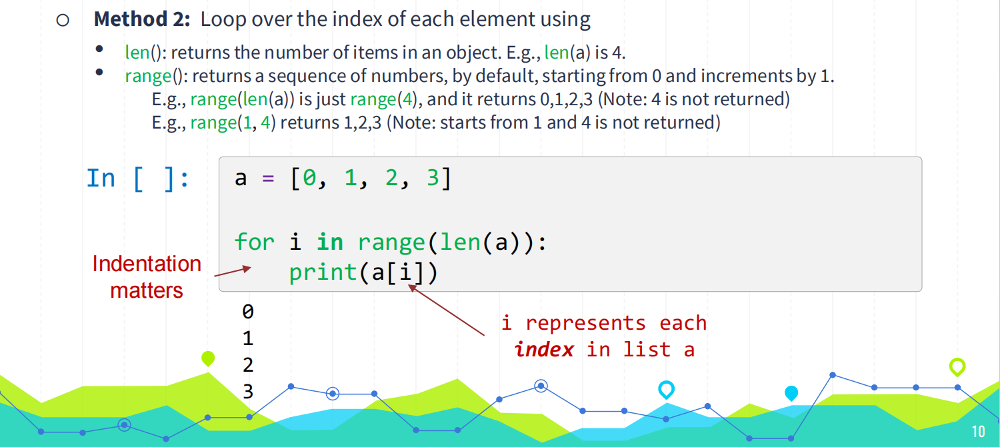 Method 2: Loop over the index of each element using
len(): returns the number of items in an object. E.g., len(a) is 4.
range(): returns a sequence of numbers, by default, starting from 0 and increments by 1.
E.g., range(len(a)) is just range(4), and it returns 0,1,2,3 (Note: 4 is not returned)
E.g., range(1, 4) returns 1,2,3 (Note: starts from 1 and 4 is not returned)
In [ ]:
a = [0, 1, 2, 3]
for i in range(len(a)):
    print(a[i])
Indentation
matters
0
1
2
3
i represents each
index in list a
10